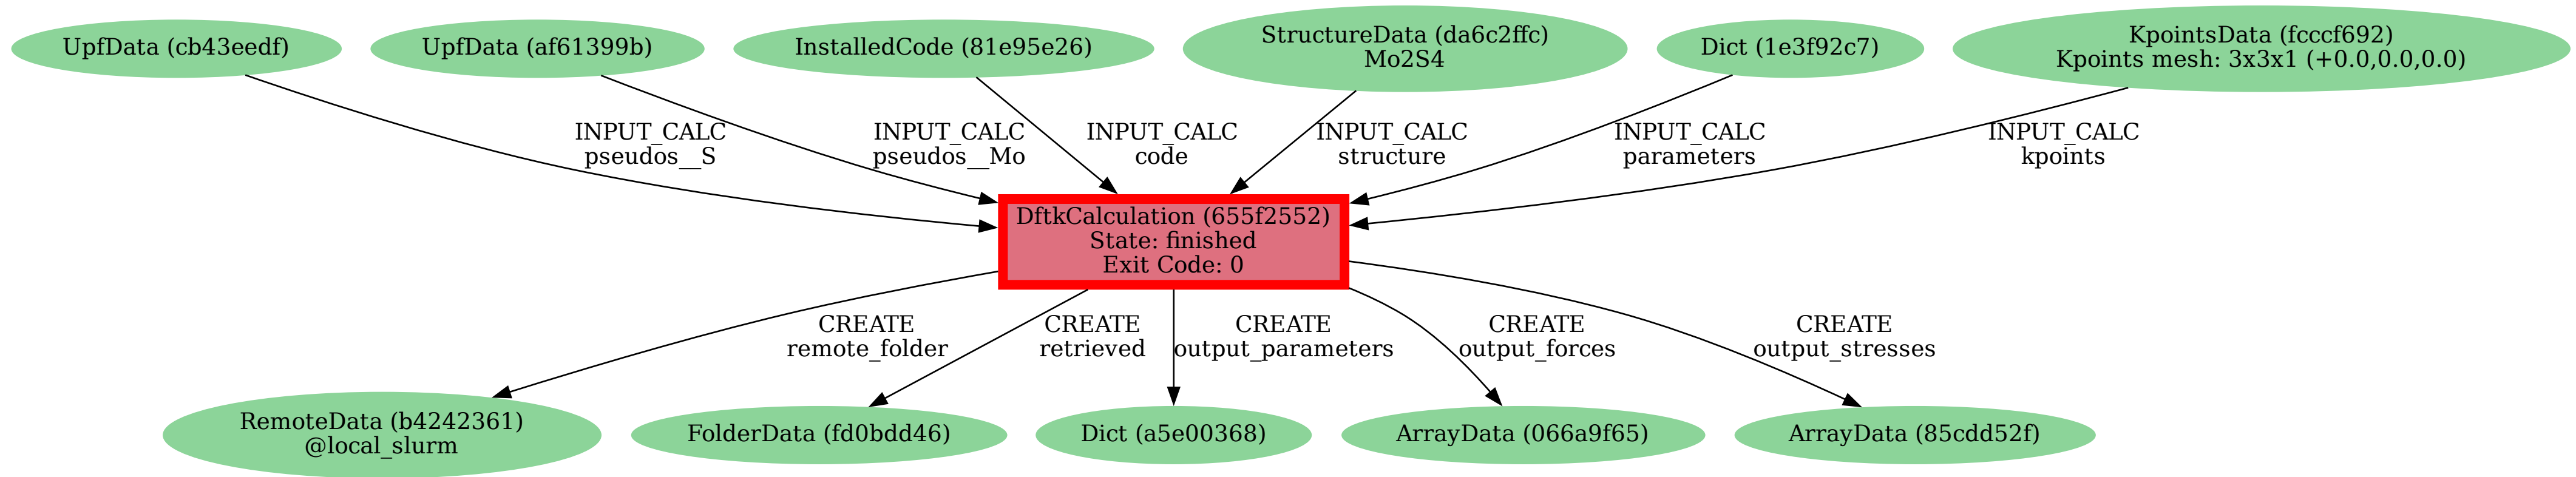 UpfData (cb43eedf)
UpfData (af61399b)
InstalledCode (81e95e26)
StructureData (da6c2ffc)
Mo2S4
Dict (1e3f92c7)
KpointsData (fcccf692)
Kpoints mesh: 3x3x1 (+0.0,0.0,0.0)
INPUT_CALC
pseudos__S
INPUT_CALC
pseudos__Mo
INPUT_CALC
code
INPUT_CALC
structure
INPUT_CALC
parameters
INPUT_CALC
kpoints
DftkCalculation (655f2552)
State: finished
Exit Code: 0
CREATE
remote_folder
CREATE
retrieved
CREATE
output_parameters
CREATE
output_forces
CREATE
output_stresses
RemoteData (b4242361)
@local_slurm
FolderData (fd0bdd46)
Dict (a5e00368)
ArrayData (066a9f65)
ArrayData (85cdd52f)